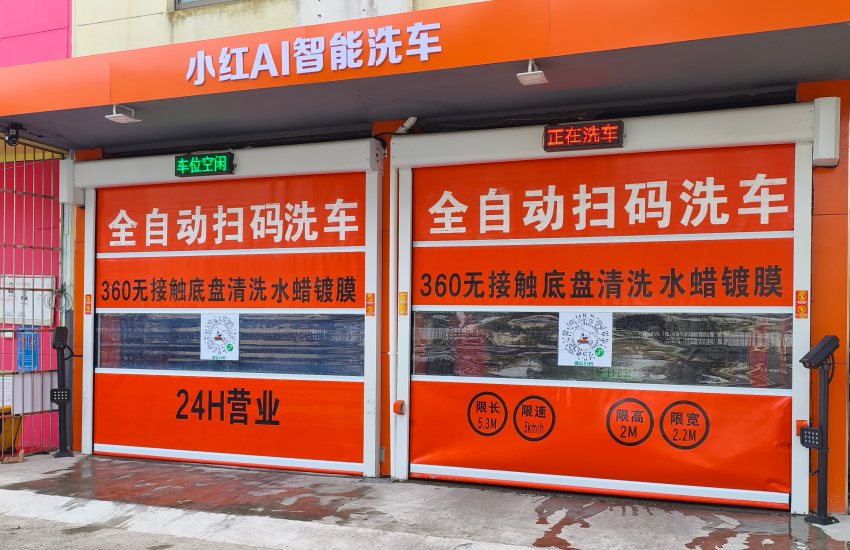 小红AI智能洗车
车位空闲
全自动扫码洗车
360无接触底盘清洗水蜡镀膜
24H营业
正在洗车
全自动扫码洗车
360无接触底盘清洗水蜡镀膜
限长
5.3M
限速
5km/h
限高
2M
限宽
2.2M